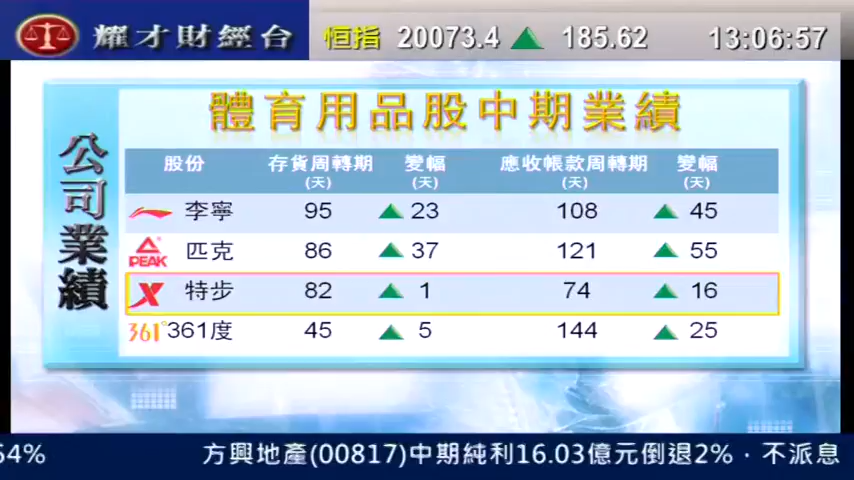 耀才財經台 恒指 20073.4 ▲ 185.62 13:06:57
公司業績
體育用品股中期業績
股份 存貨周轉期 變幅 應收帳款周轉期 變幅
(天) (天) (天) (天)
李寧 95 ▲ 23 108 ▲ 45
PEAK 匹克 86 ▲ 37 121 ▲ 55
特步 82 ▲ 1 74 ▲ 16
361° 361度 45 ▲ 5 144 ▲ 25
54% 方興地產(00817)中期純利16.03億元倒退2%．不派息